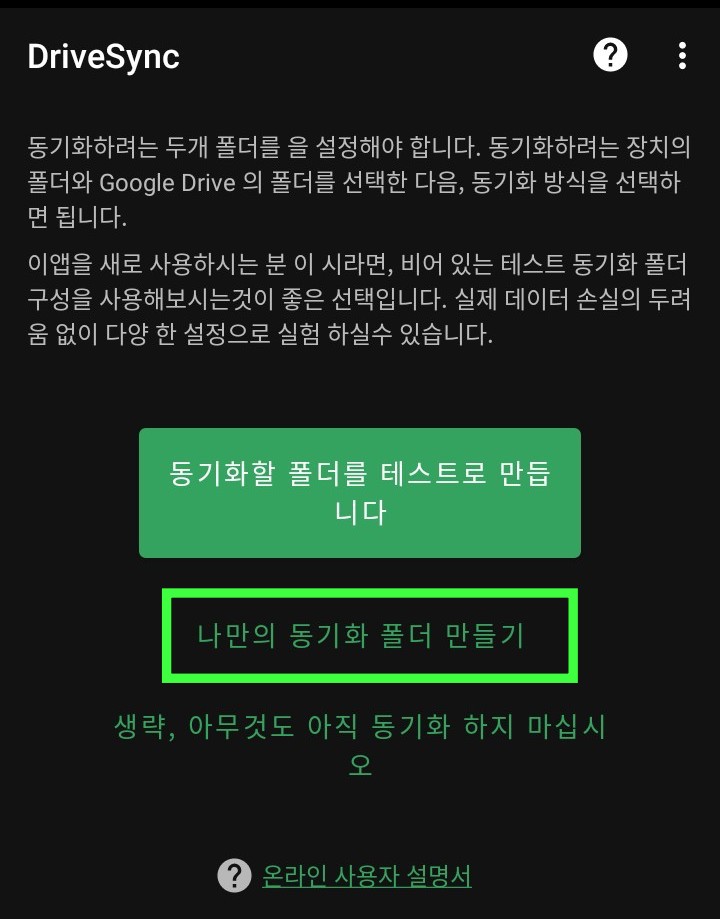 DriveSync
동기화하려는 두개 폴더를 을 설정해야 합니다. 동기화하려는 장치의
폴더와 Google Drive 의 폴더를 선택한 다음, 동기화 방식을 선택하
면 됩니다.
이앱을 새로 사용하시는 분 이 시라면, 비어 있는 테스트 동기화 폴더
구성을 사용해보시는것이 좋은 선택입니다. 실제 데이터 손실의 두려
움 없이 다양 한 설정으로 실험 하실수 있습니다.
동기화할 폴더를 테스트로 만듭
니다
나만의 동기화 폴더 만들기
생략, 아무것도 아직 동기화 하지 마십시
오
온라인 사용자 설명서